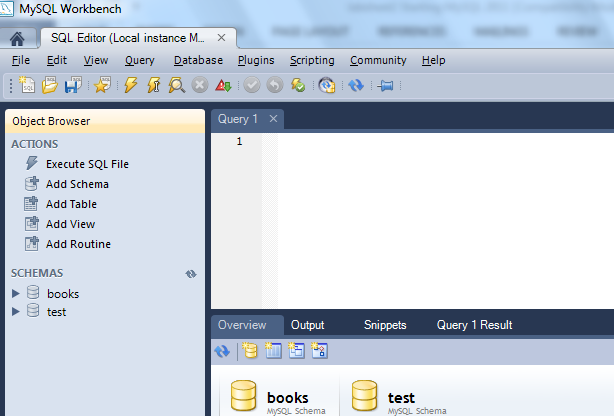 MySQL Workbench
SQL Editor (Local instance M...
File Edit View Query Database Plugins Scripting Community Help
Object Browser
Query 1
ACTIONS
1
Execute SQL File
Add Schema
Add Table
Add View
Add Routine
SCHEMAS
books
test
Overview Output Snippets Query 1 Result
books
MySQL Schema
test
MySQL Schema